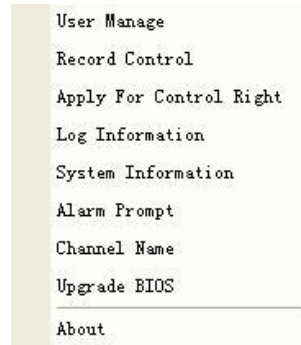 User Manage
Record Control
Apply For Control Right
Log Information
System Information
Alarm Prompt
Channel Name
Upgrade BIOS
About